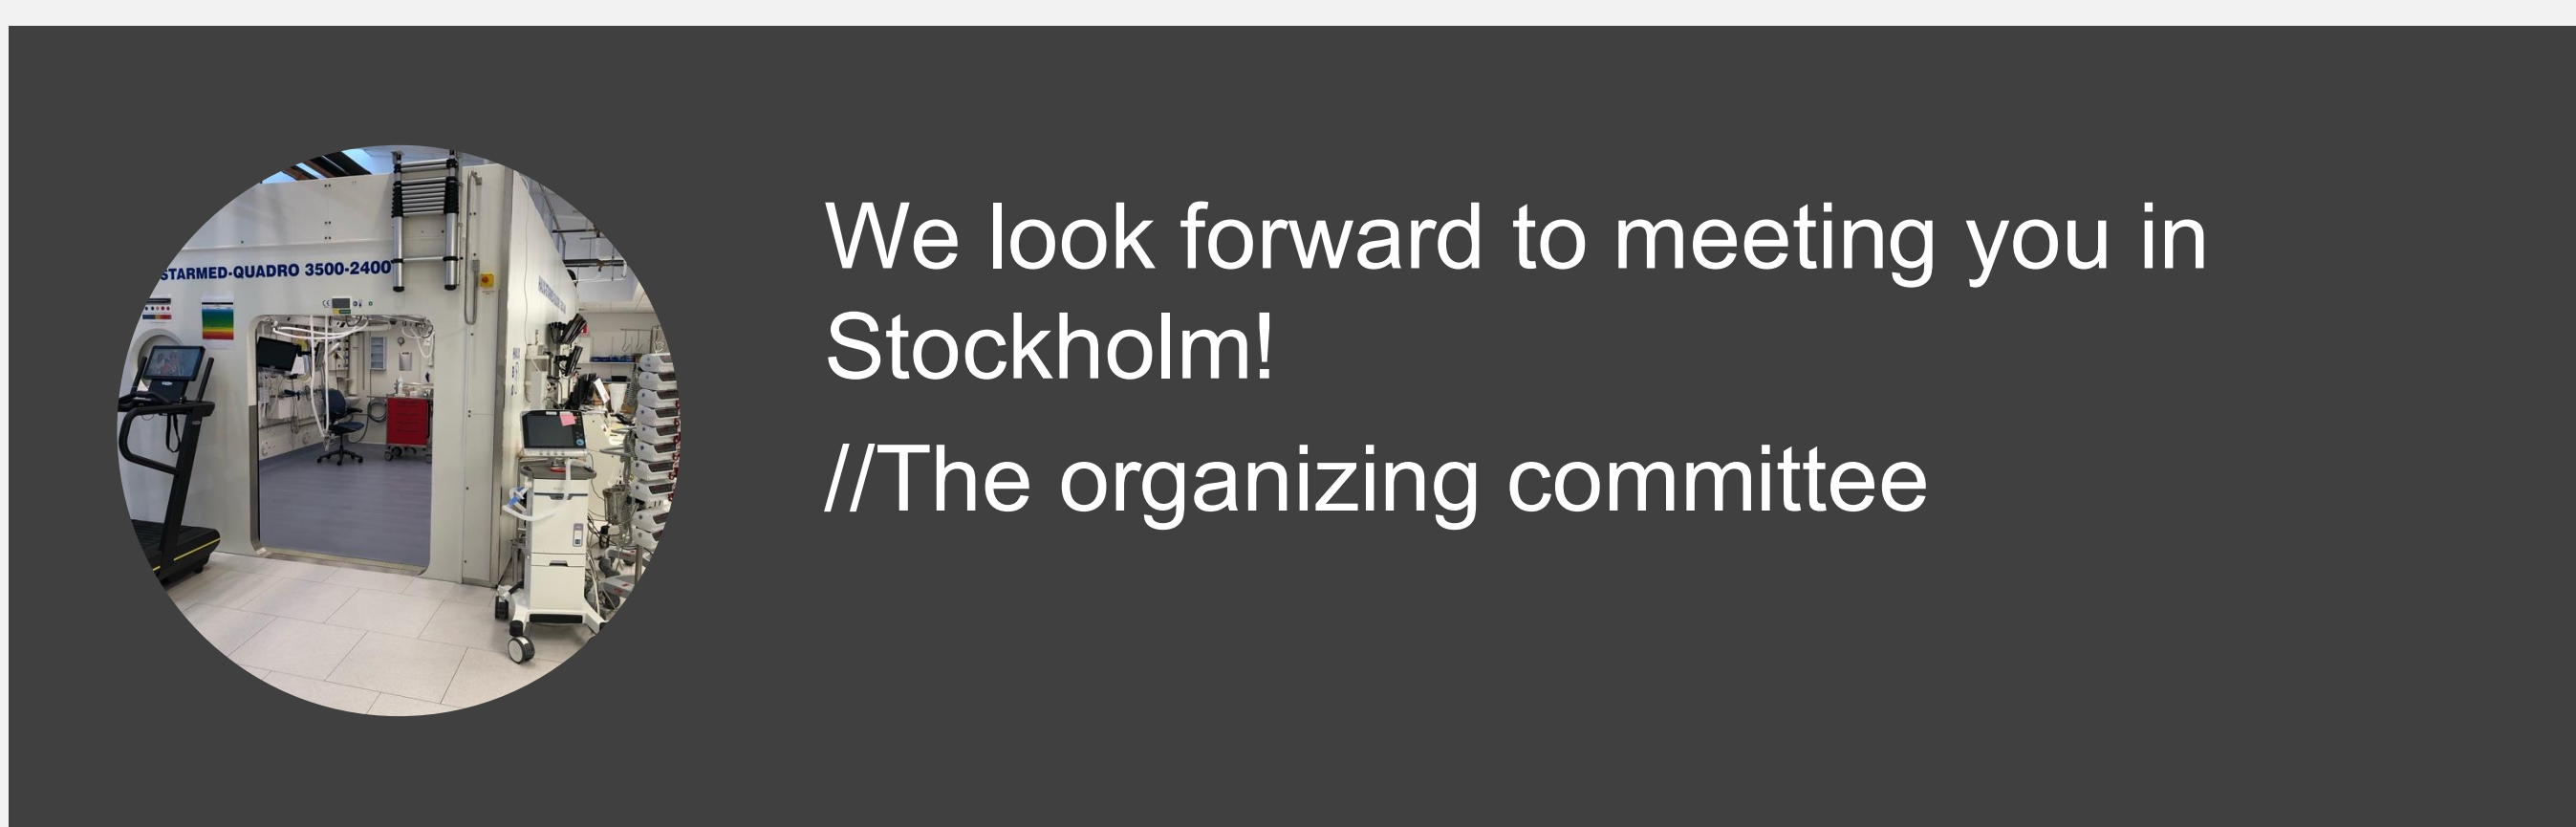 STARMED-QUADRO 3500-2400
We look forward to meeting you in
Stockholm!
//The organizing committee